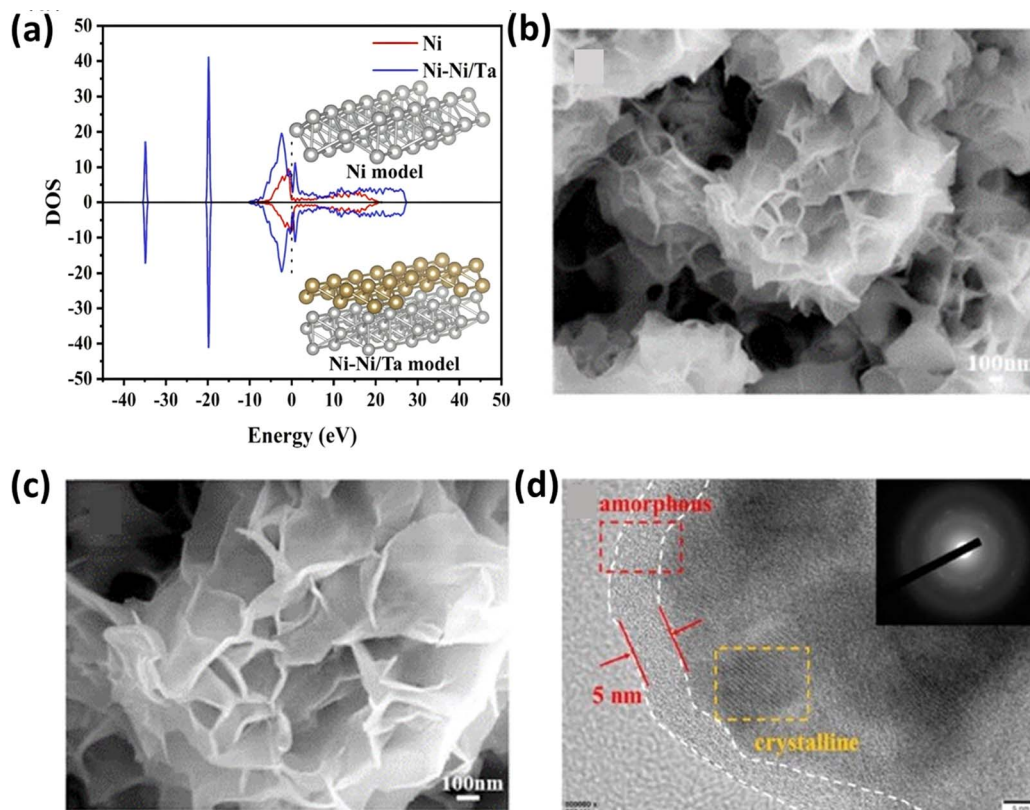 (a)
50
40
30
20
10
0
-10
-20
-30
-40
-50
DOS
Ni
Ni-Ni/Ta
Ni model
Ni-Ni/Ta model
-40 -30 -20 -10 0 10 20 30 40 50
Energy (eV)
(b)
100nm
(c)
100nm
(d)
amorphous
5 nm
crystalline